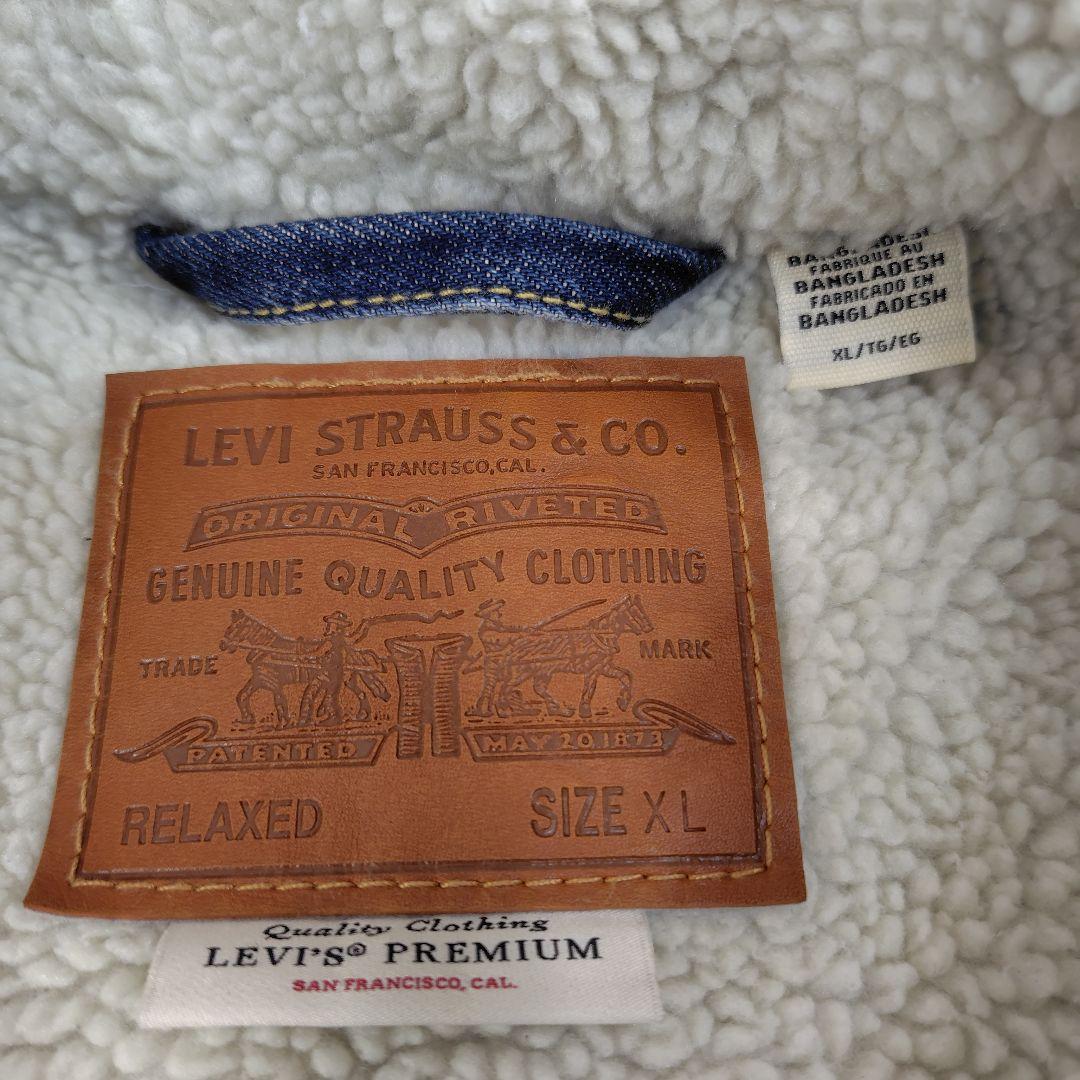 BANGLADESH
FABRIQUE AU
BANGLADESH
FABRICADO EN
BANGLADESH
XL/TG/EG
LEVI STRAUSS & CO.
SAN FRANCISCO, CAL.
ORIGINAL RIVETED
GENUINE QUALITY CLOTHING
TRADE MARK
PATENTED MAY 20 1873
RELAXED SIZE XL
Quality Clothing
LEVI'S® PREMIUM
SAN FRANCISCO, CAL.